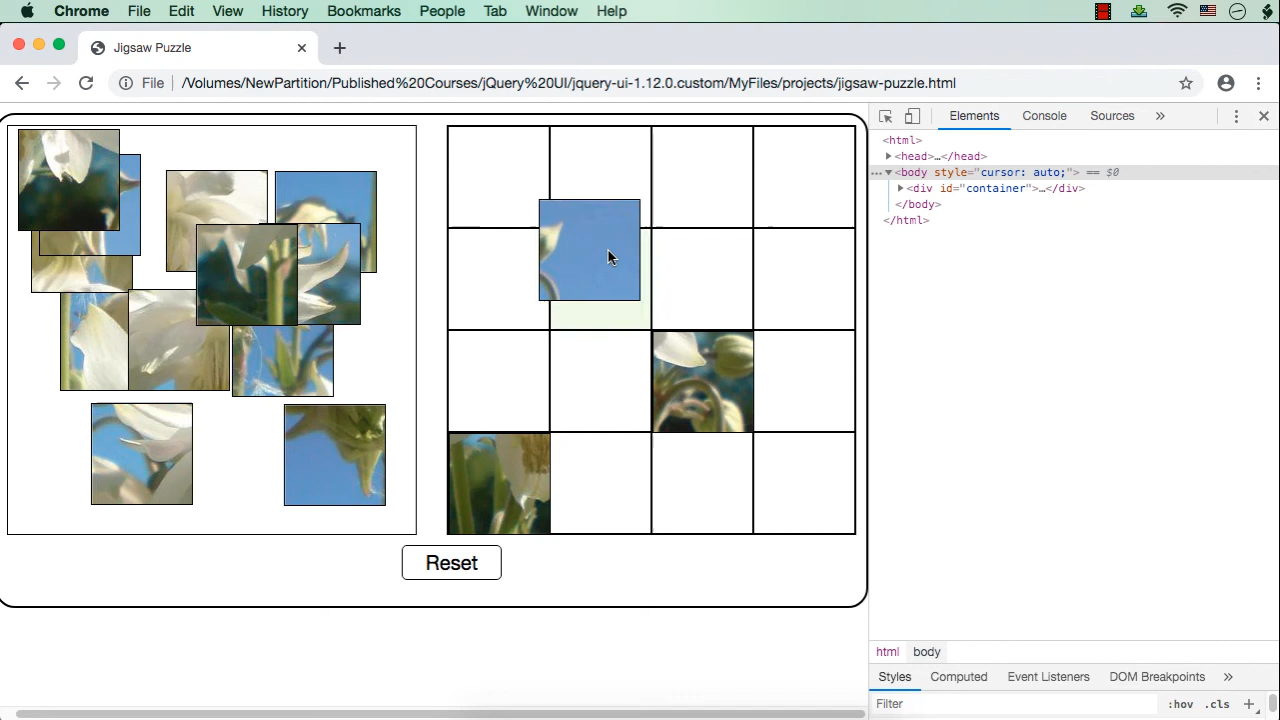 Chrome File Edit View History Bookmarks People Tab Window Help
Jigsaw Puzzle
File /Volumes/NewPartition/Published%20Courses/jQuery%20UI/jquery-ui-1.12.0.custom/MyFiles/projects/jigsaw-puzzle.html
Elements Console Sources »
<html>
<head>…</head>
… <body style="cursor: auto;"> == $0
<div id="container">…</div>
</body>
</html>
Reset
html body
Styles Computed Event Listeners DOM Breakpoints »
Filter :hov .cls +